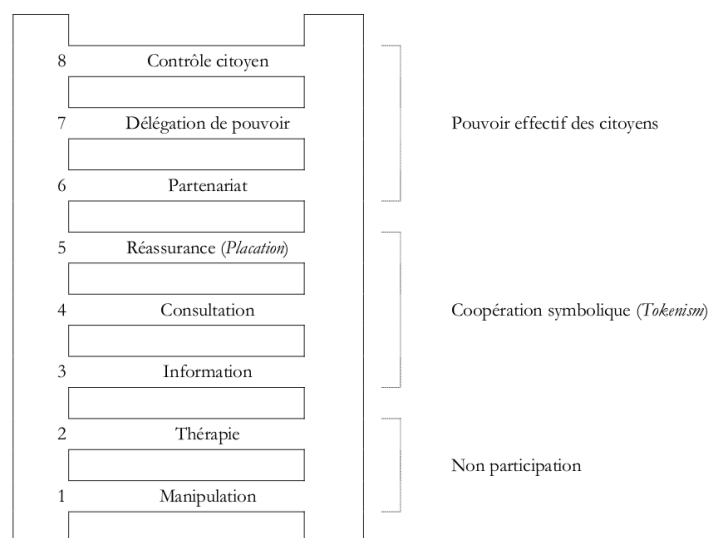 8 Contrôle citoyen
7 Délégation de pouvoir Pouvoir effectif des citoyens
6 Partenariat
5 Réassurance (Placation)
4 Consultation Coopération symbolique (Tokenism)
3 Information
2 Thérapie
Non participation
1 Manipulation